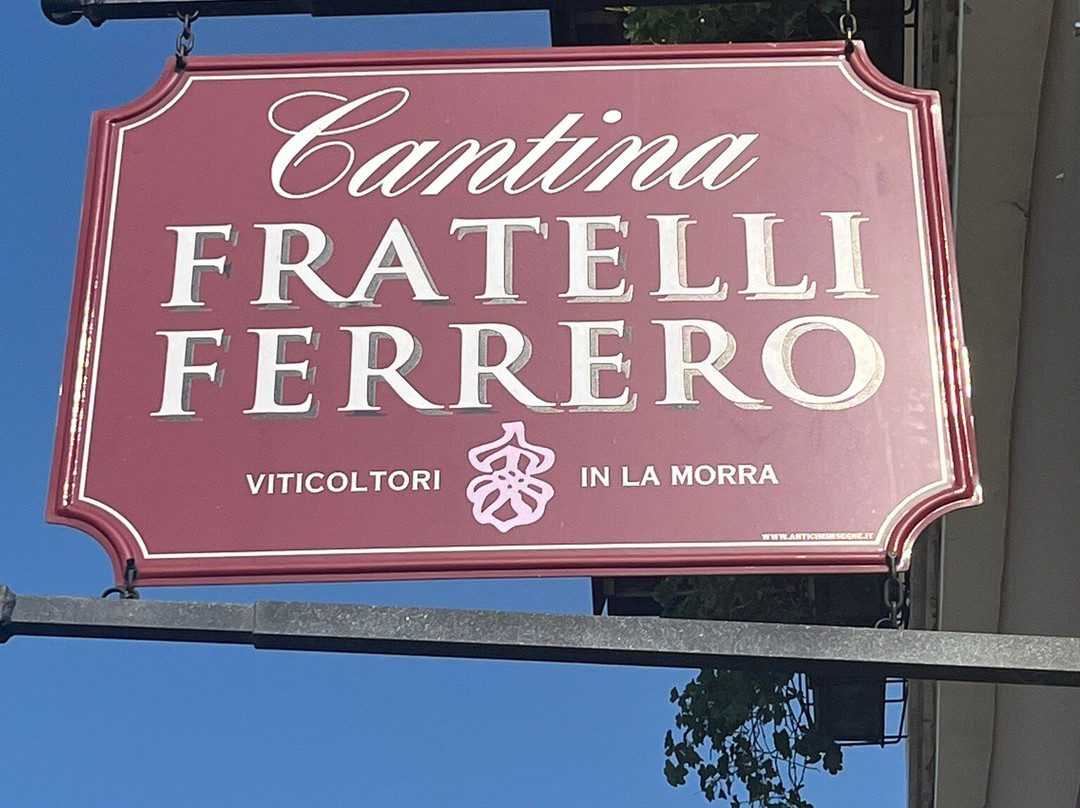 Cantina
FRATELLI
FERRERO
VITICOLTORI IN LA MORRA
WWW.ANTICHEINSEGNE.IT